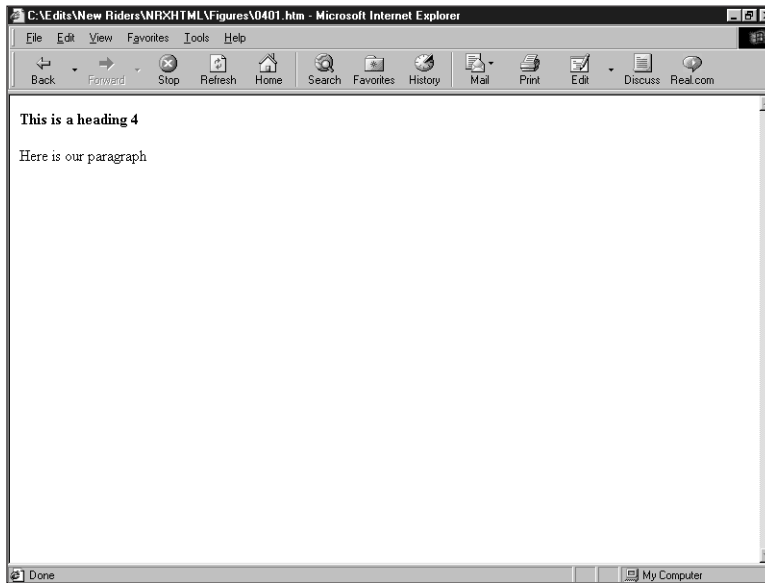 C:\Edits\New Riders\NRXHTML\Figures\0401.htm - Microsoft Internet Explorer
File Edit View Favorites Tools Help
Back Forward Stop Refresh Home Search Favorites History Mail Print Edit Discuss Real.com
This is a heading 4
Here is our paragraph
Done My Computer